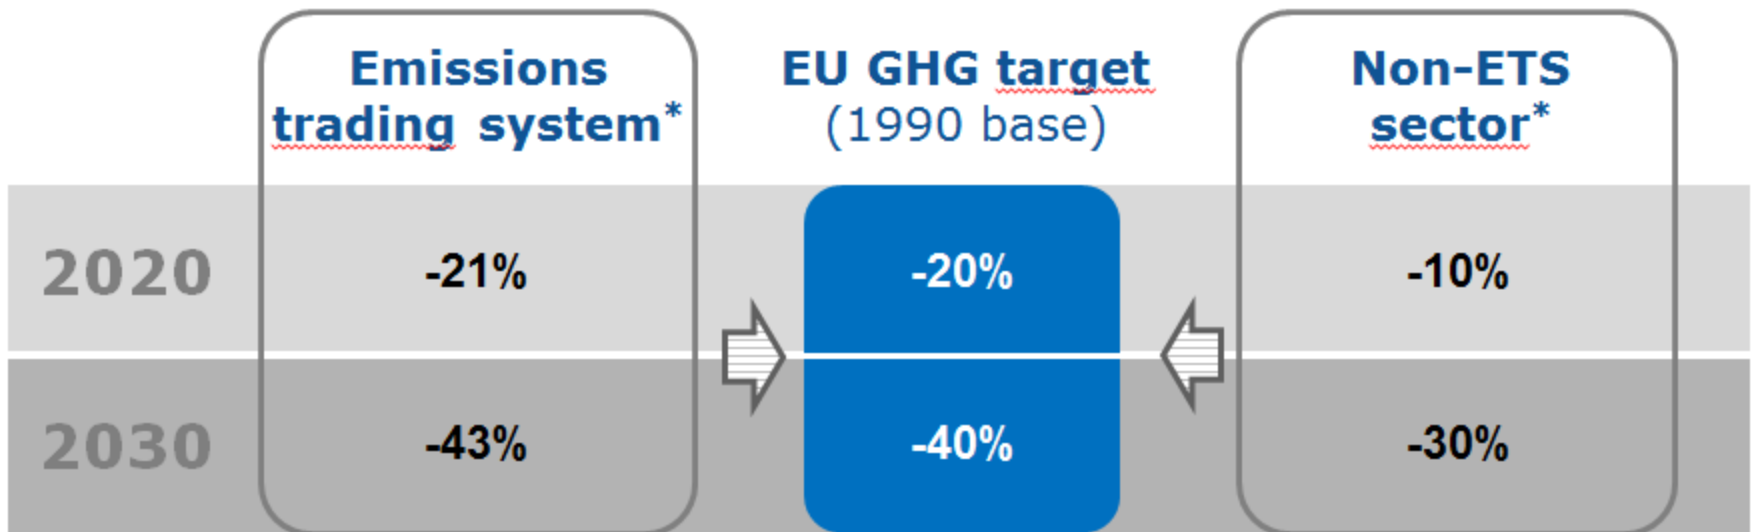 Emissions
trading system*
EU GHG target
(1990 base)
Non-ETS
sector*
2020 -21% -20% -10%
2030 -43% -40% -30%